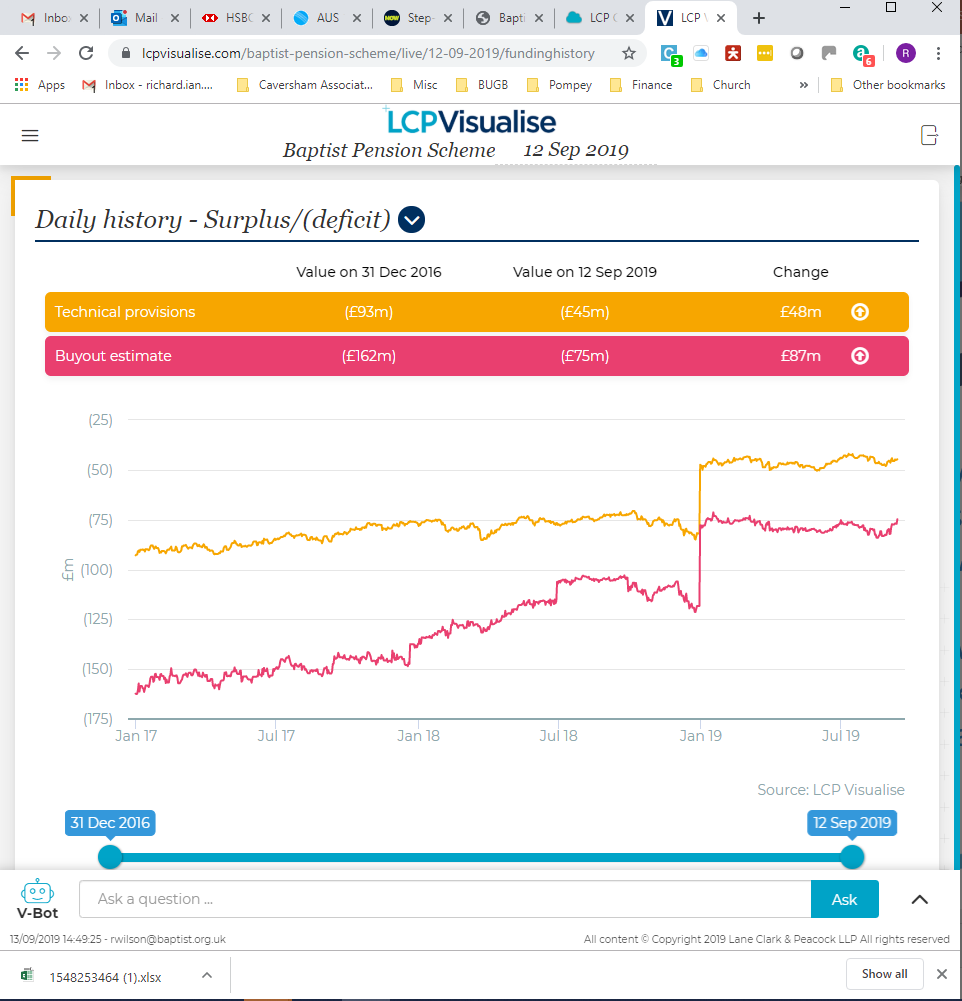 Inbo
Mail
HSBC
AUS
NOW Step-
Bapti
LCP C
V LCP V
lcpvisualise.com/baptist-pension-scheme/live/12-09-2019/fundinghistory
3
6
R
Apps
Inbox - richard.ian....
Caversham Associat...
Misc
BUGB
Pompey
Finance
Church
»
Other bookmarks
LCPVisualise
Baptist Pension Scheme 12 Sep 2019
Daily history - Surplus/(deficit)
Value on 31 Dec 2016 Value on 12 Sep 2019 Change
Technical provisions (£93m) (£45m) £48m
Buyout estimate (£162m) (£75m) £87m
(25)
(50)
(75)
(100)
(125)
(150)
(175)
£m
Jan 17 Jul 17 Jan 18 Jul 18 Jan 19 Jul 19
Source: LCP Visualise
31 Dec 2016 12 Sep 2019
V-Bot
Ask a question ...
Ask
13/09/2019 14:49:25 - rwilson@baptist.org.uk
All content © Copyright 2019 Lane Clark & Peacock LLP All rights reserved
1548253464 (1).xlsx
Show all